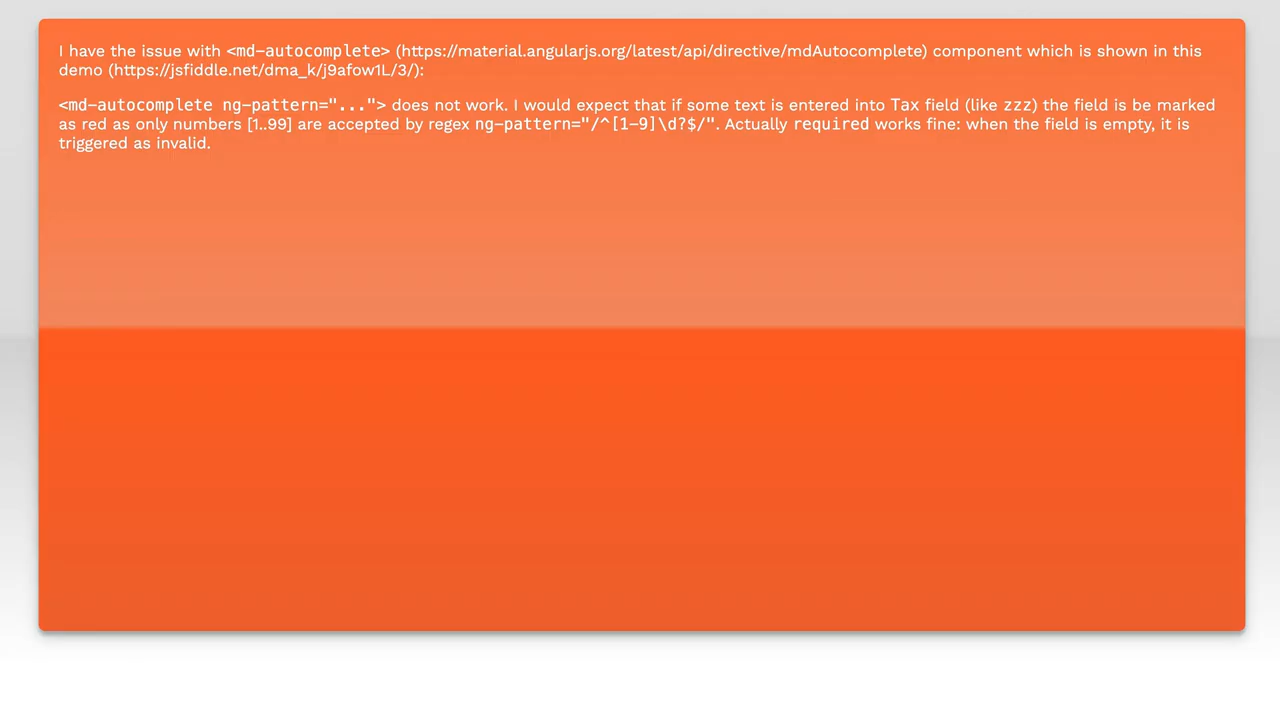 I have the issue with <md-autocomplete> (https://material.angularjs.org/latest/api/directive/mdAutocomplete) component which is shown in this
demo (https://jsfiddle.net/dma_k/j9afow1L/3/):
<md-autocomplete ng-pattern="..."> does not work. I would expect that if some text is entered into Tax field (like zzz) the field is be marked
as red as only numbers [1..99] are accepted by regex ng-pattern="/^[1-9]\d?$/". Actually required works fine: when the field is empty, it is
triggered as invalid.